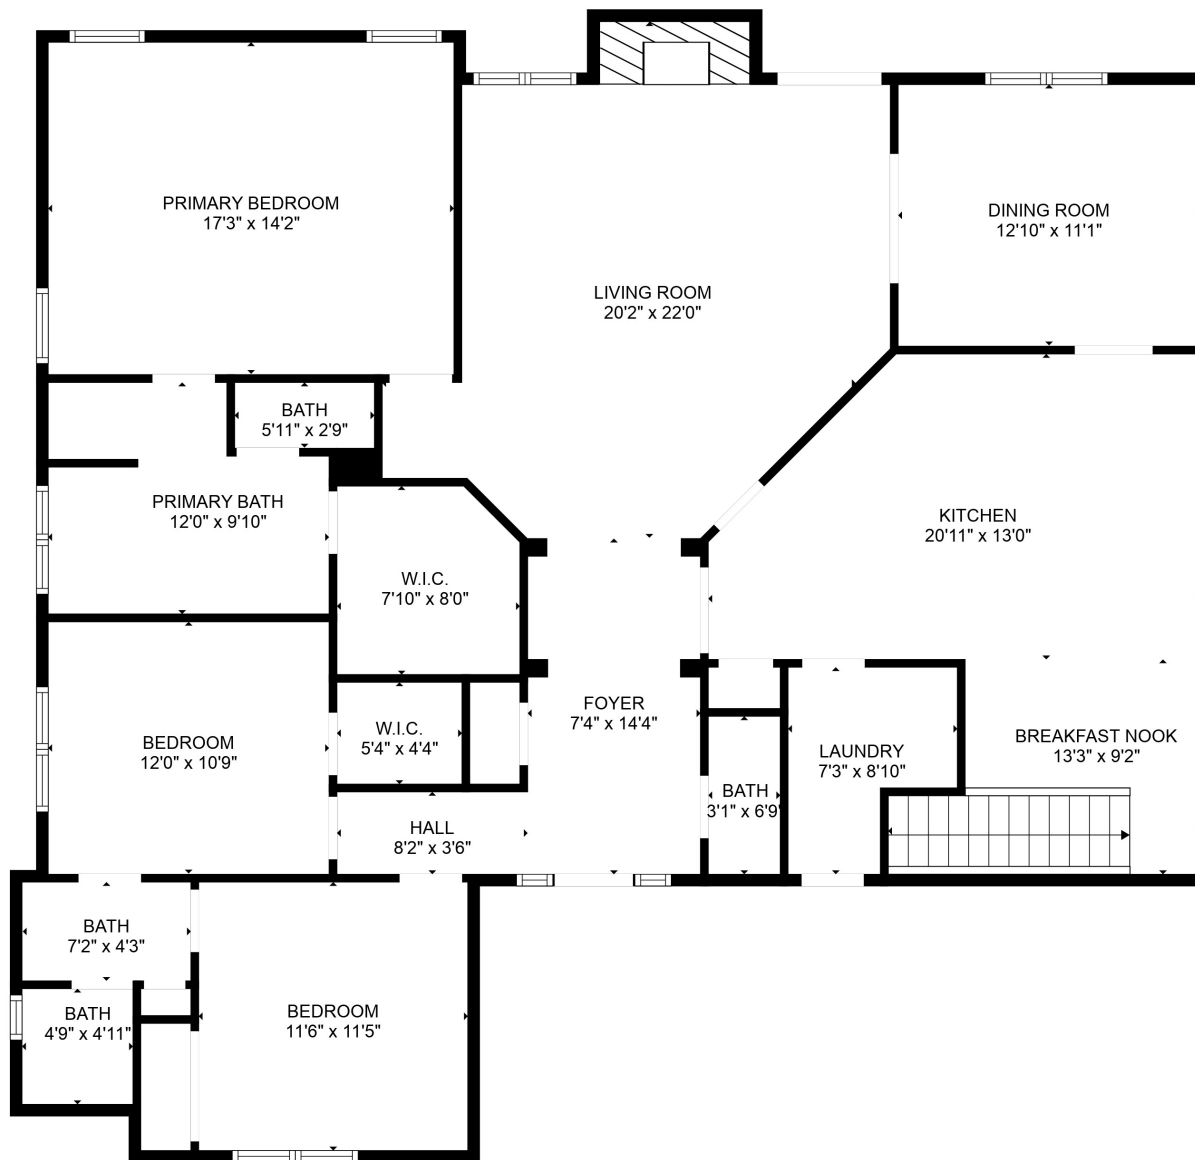 PRIMARY BEDROOM
17'3" x 14'2"
DINING ROOM
12'10" x 11'1"
LIVING ROOM
20'2" x 22'0"
BATH
5'11" x 2'9"
PRIMARY BATH
12'0" x 9'10"
KITCHEN
20'11" x 13'0"
W.I.C.
7'10" x 8'0"
FOYER
7'4" x 14'4"
W.I.C.
5'4" x 4'4"
BEDROOM
12'0" x 10'9"
LAUNDRY
7'3" x 8'10"
BREAKFAST NOOK
13'3" x 9'2"
BATH
3'1" x 6'9"
HALL
8'2" x 3'6"
BATH
7'2" x 4'3"
BATH
4'9" x 4'11"
BEDROOM
11'6" x 11'5"